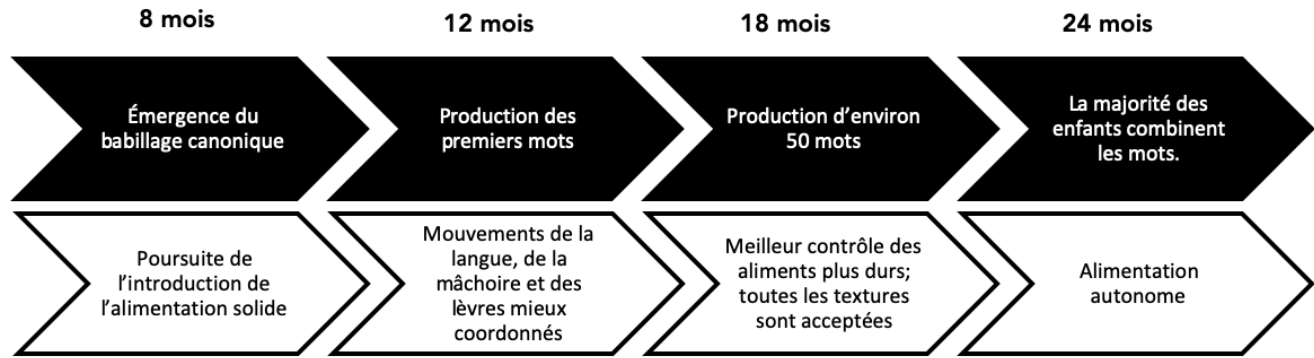 8 mois
12 mois
18 mois
24 mois
Émergence du
babillage canonique
Production des
premiers mots
Production d’environ
50 mots
La majorité des
enfants combinent
les mots.
Poursuite de
l’introduction de
l’alimentation solide
Mouvements de la
langue, de la
mâchoire et des
lèvres mieux
coordonnés
Meilleur contrôle des
aliments plus durs;
toutes les textures
sont acceptées
Alimentation
autonome